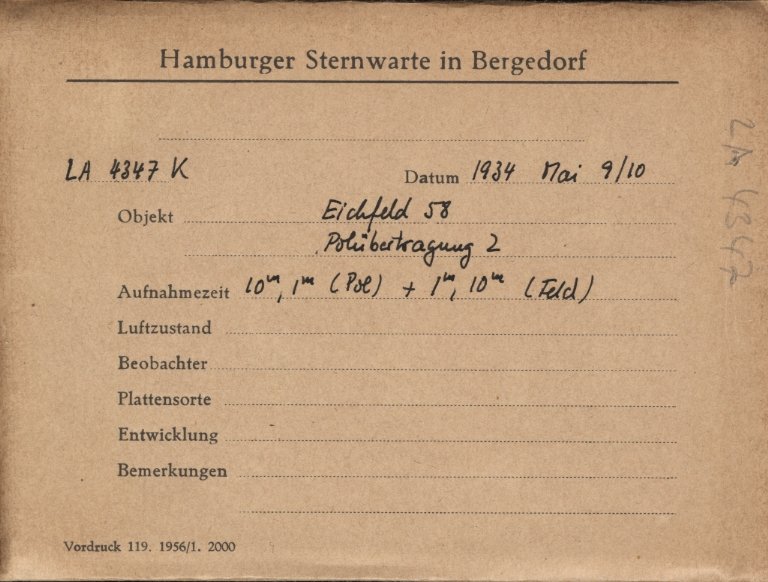 Hamburger Sternwarte in Bergedorf
LA 4347 K Datum 1934 Mai 9/10
Objekt Eichfeld 58
Polübertragung 2
Aufnahmezeit 10ᵐ, 1ᵐ (Pol) + 1ᵐ, 10ᵐ (Feld)
Luftzustand
Beobachter
Plattensorte
Entwicklung
Bemerkungen
Vordruck 119. 1956/1. 2000
LA 4347